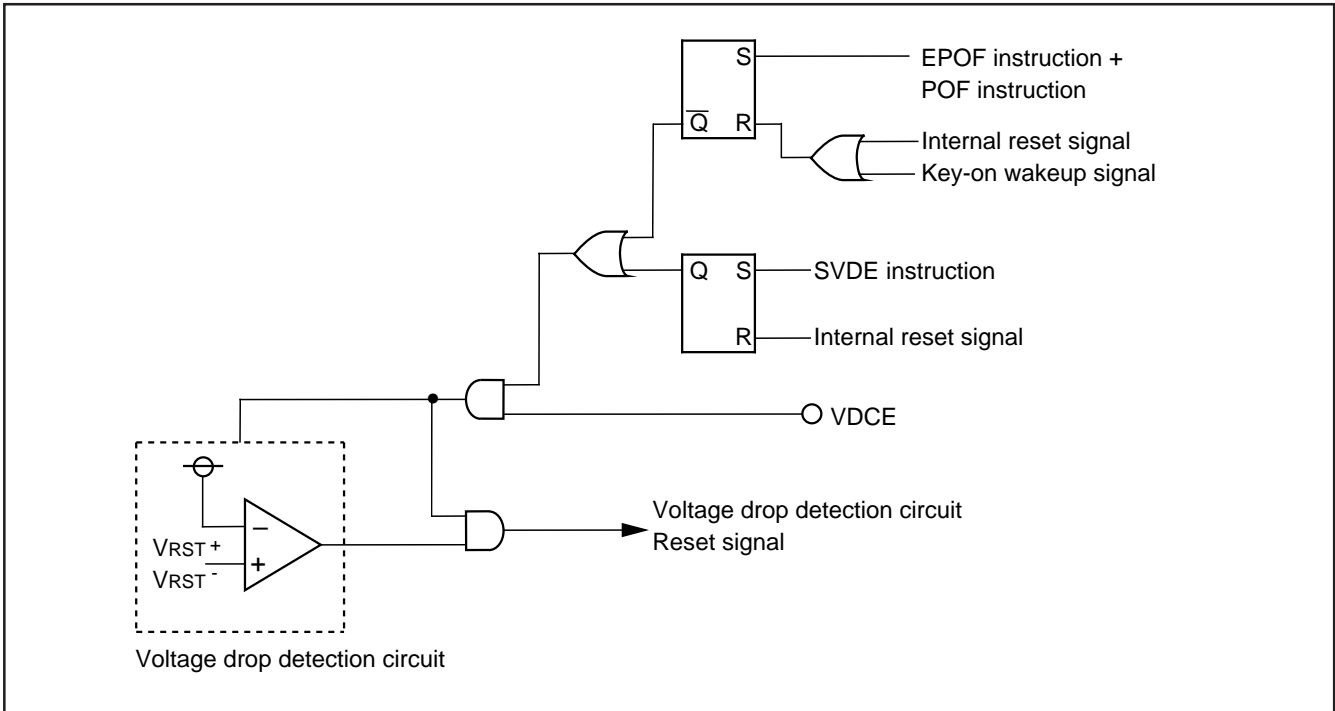 S
EPOF instruction +
POF instruction
Q R
Internal reset signal
Key-on wakeup signal
Q S
SVDE instruction
R
Internal reset signal
VDCE
−
VRST+
+
VRST-
Voltage drop detection circuit
Reset signal
Voltage drop detection circuit